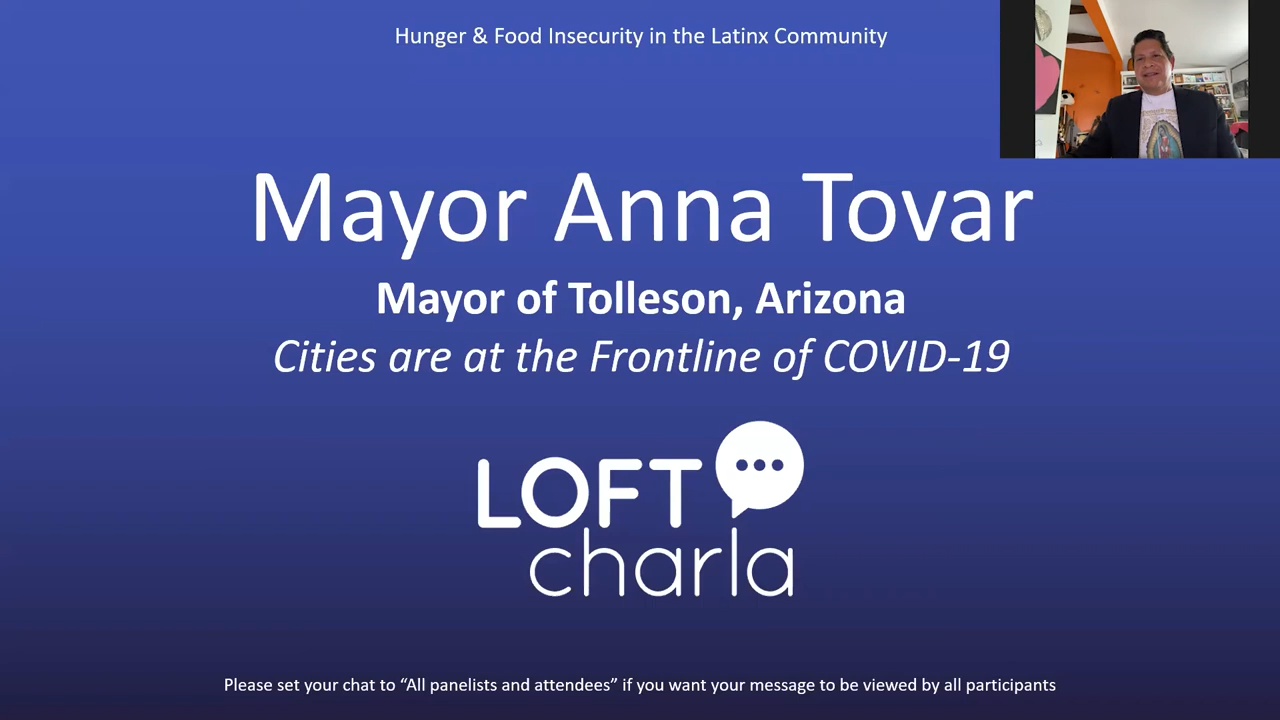 Hunger & Food Insecurity in the Latinx Community
Mayor Anna Tovar
Mayor of Tolleson, Arizona
Cities are at the Frontline of COVID-19
LOFT
charla
Please set your chat to “All panelists and attendees” if you want your message to be viewed by all participants